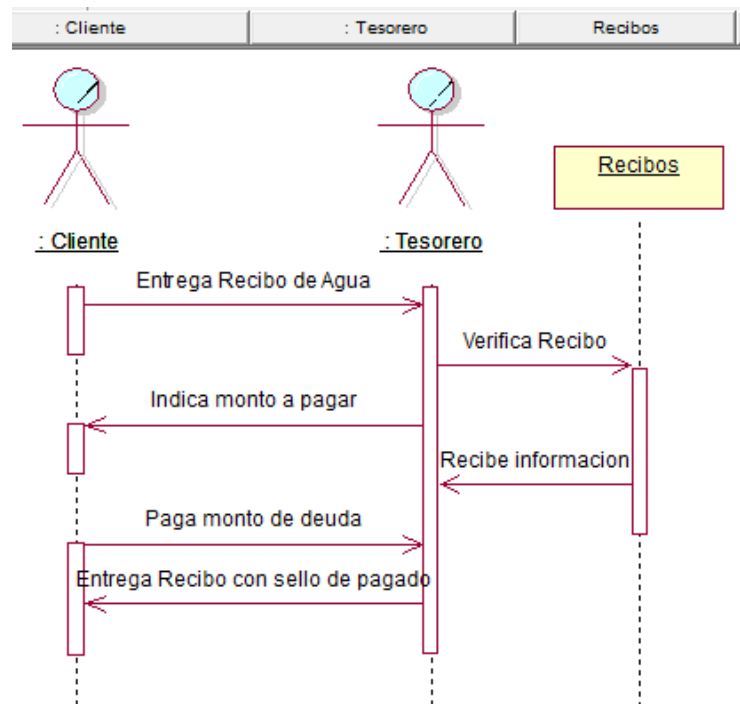 : Cliente
: Tesorero
Recibos
Recibos
: Cliente
: Tesorero
Entrega Recibo de Agua
Verifica Recibo
Indica monto a pagar
Recibe informacion
Paga monto de deuda
Entrega Recibo con sello de pagado